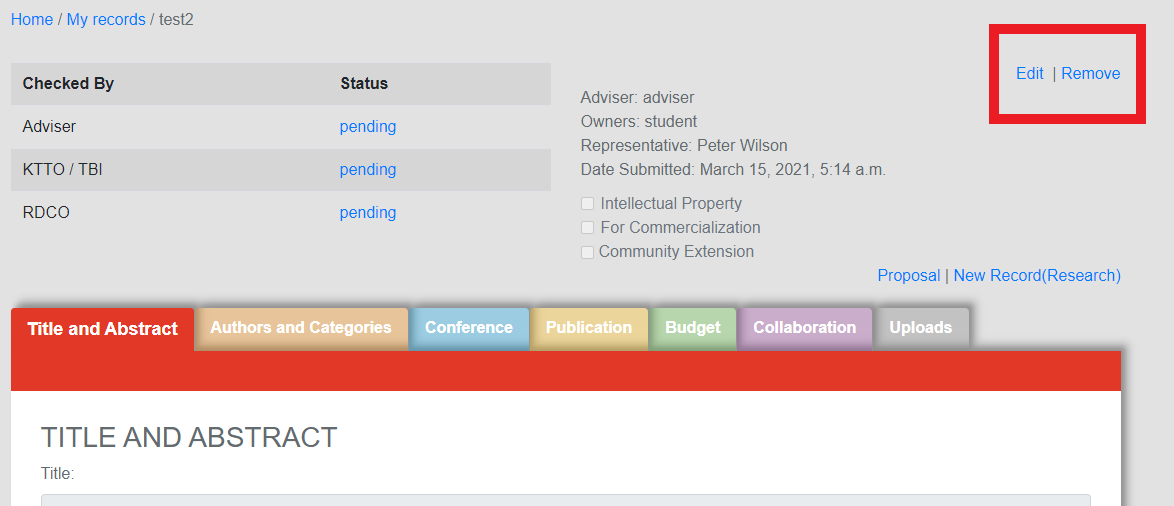 Home / My records / test2
Edit | Remove
Checked By Status
Adviser pending
KTTO / TBI pending
RDCO pending
Adviser: adviser
Owners: student
Representative: Peter Wilson
Date Submitted: March 15, 2021, 5:14 a.m.
Intellectual Property
For Commercialization
Community Extension
Proposal | New Record(Research)
Title and Abstract Authors and Categories Conference Publication Budget Collaboration Uploads
TITLE AND ABSTRACT
Title: